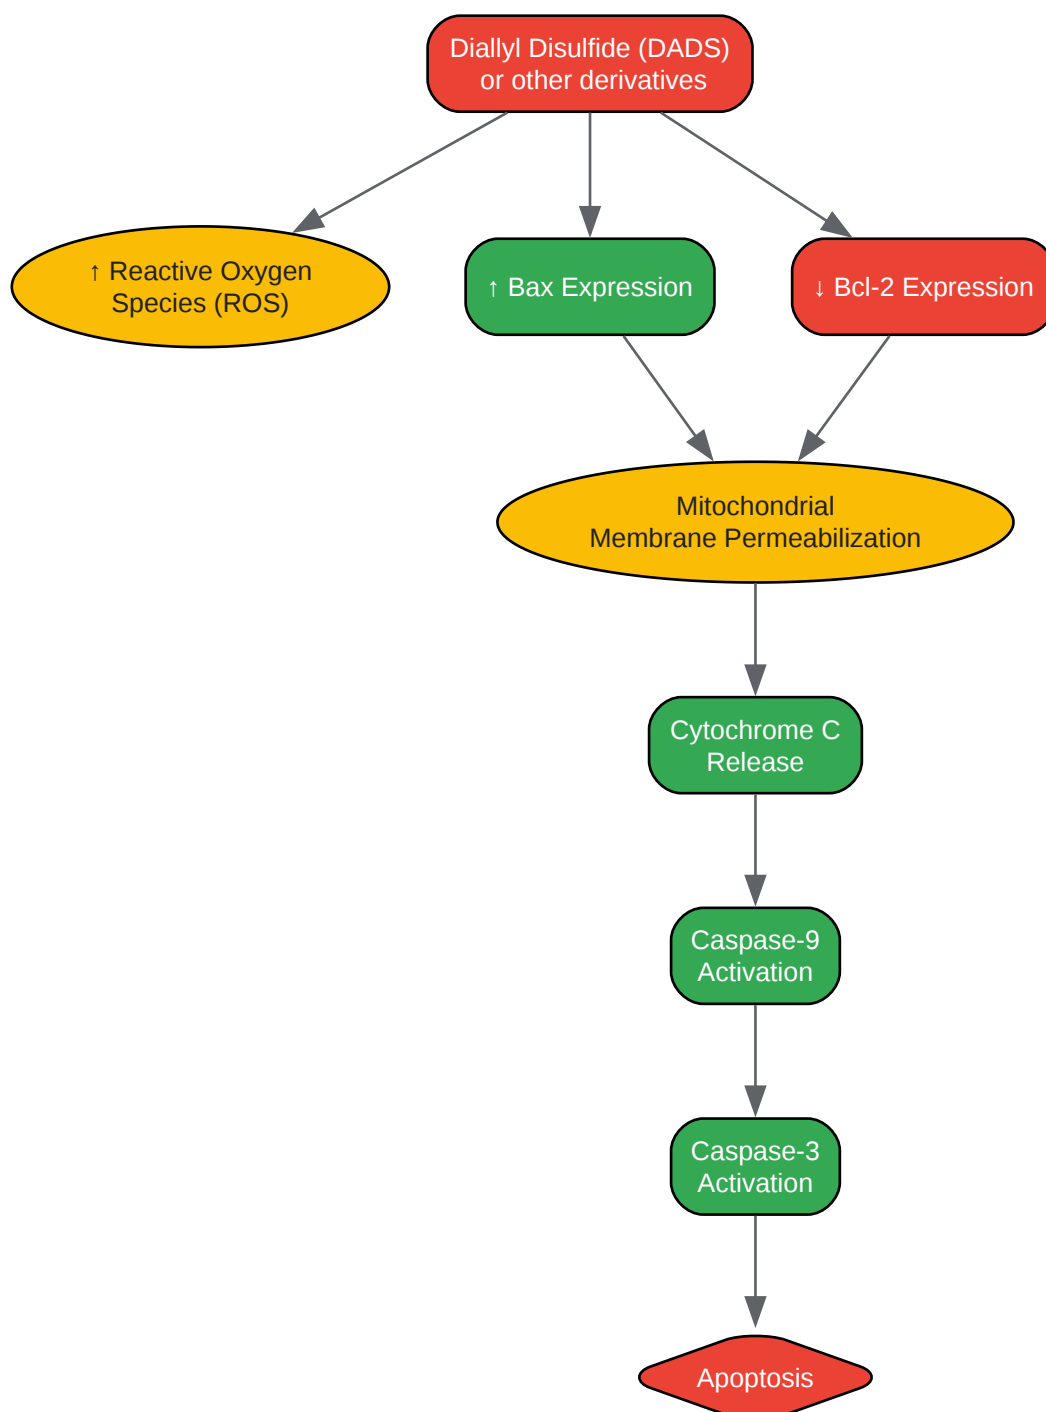 Diallyl Disulfide (DADS)
or other derivatives
↑ Reactive Oxygen
Species (ROS)
↑ Bax Expression
↓ Bcl-2 Expression
Mitochondrial
Membrane Permeabilization
Cytochrome C
Release
Caspase-9
Activation
Caspase-3
Activation
Apoptosis